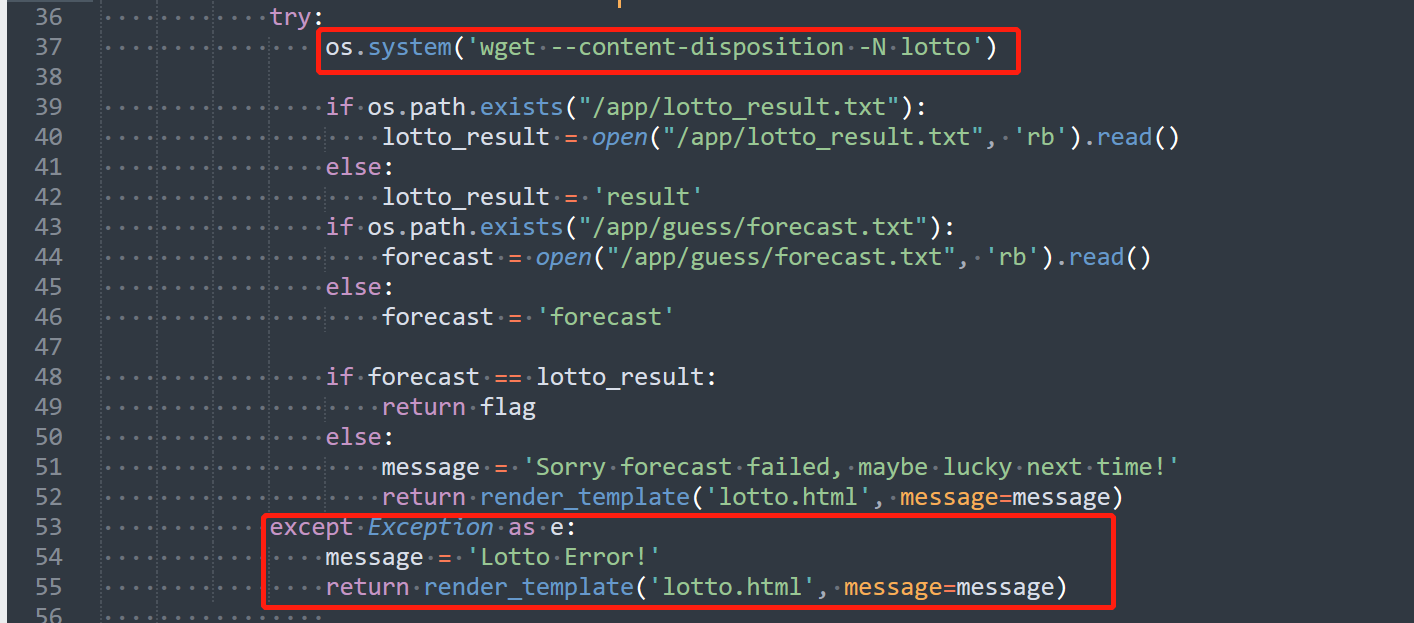 36 try:
37 os.system('wget --content-disposition -N lotto')
38
39 if os.path.exists("/app/lotto_result.txt"):
40 lotto_result = open("/app/lotto_result.txt", 'rb').read()
41 else:
42 lotto_result = 'result'
43 if os.path.exists("/app/guess/forecast.txt"):
44 forecast = open("/app/guess/forecast.txt", 'rb').read()
45 else:
46 forecast = 'forecast'
47
48 if forecast == lotto_result:
49 return flag
50 else:
51 message = 'Sorry forecast failed, maybe lucky next time!'
52 return render_template('lotto.html', message=message)
53 except Exception as e:
54 message = 'Lotto Error!'
55 return render_template('lotto.html', message=message)
56